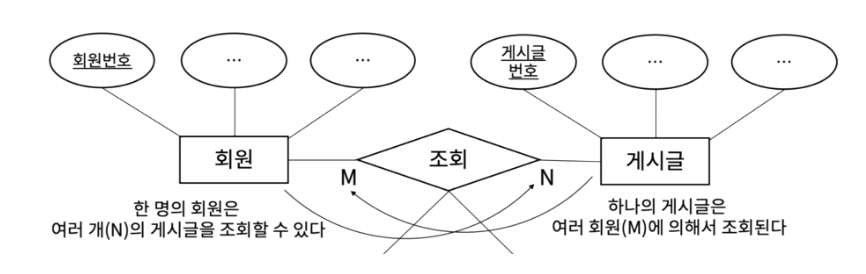 회원번호
...
...
게시글
번호
...
...
회원
조회
게시글
M
N
한 명의 회원은
여러 개(N)의 게시글을 조회할 수 있다
하나의 게시글은
여러 회원(M)에 의해서 조회된다